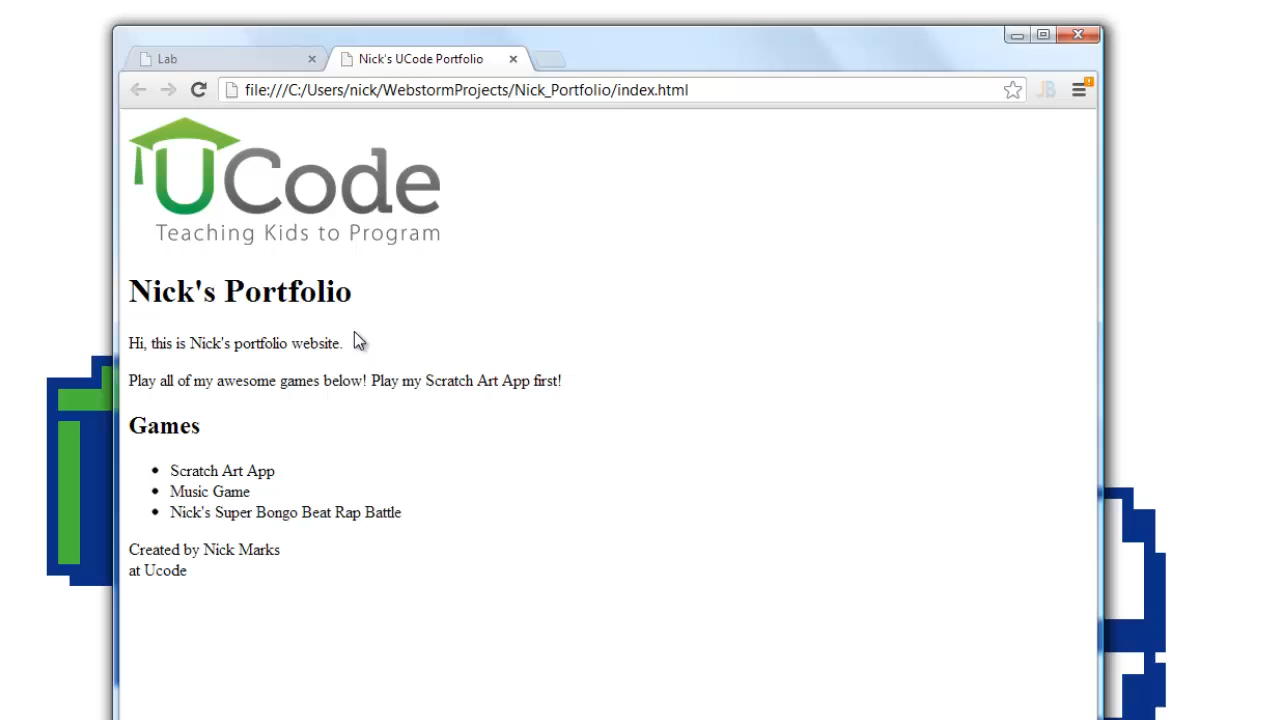 Lab
Nick's UCode Portfolio
file:///C:/Users/nick/WebstormProjects/Nick_Portfolio/index.html
JB
UCode
Teaching Kids to Program
Nick's Portfolio
Hi, this is Nick's portfolio website.
Play all of my awesome games below! Play my Scratch Art App first!
Games
Scratch Art App
Music Game
Nick's Super Bongo Beat Rap Battle
Created by Nick Marks
at Ucode